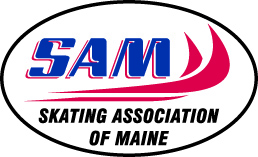 SAM
SKATING ASSOCIATION
OF MAINE